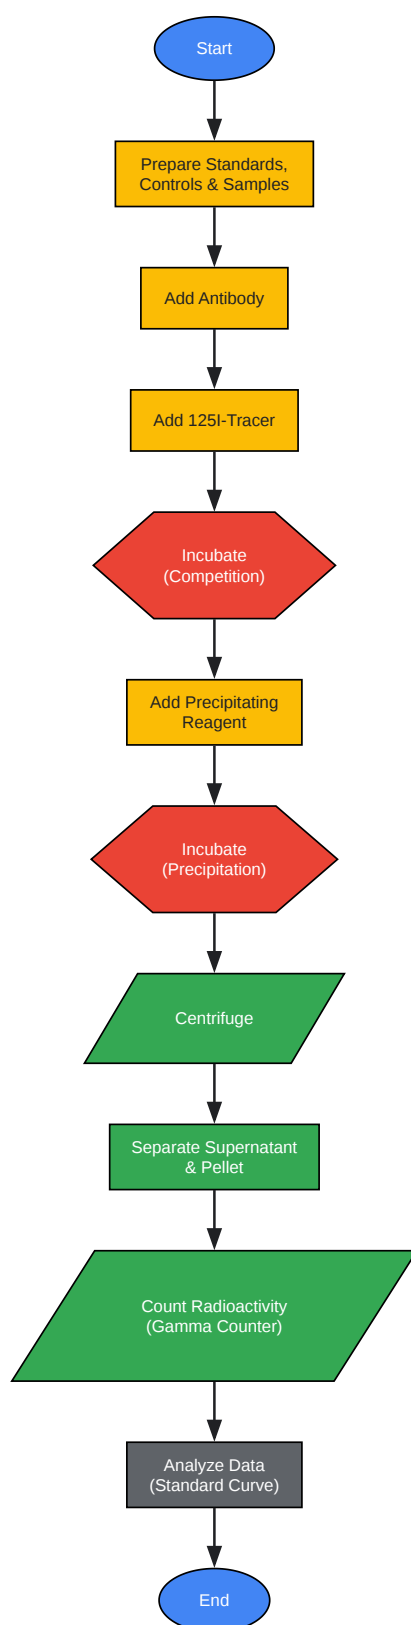 Start
Prepare Standards,
Controls & Samples
Add Antibody
Add 125I-Tracer
Incubate
(Competition)
Add Precipitating
Reagent
Incubate
(Precipitation)
Centrifuge
Separate Supernatant
& Pellet
Count Radioactivity
(Gamma Counter)
Analyze Data
(Standard Curve)
End